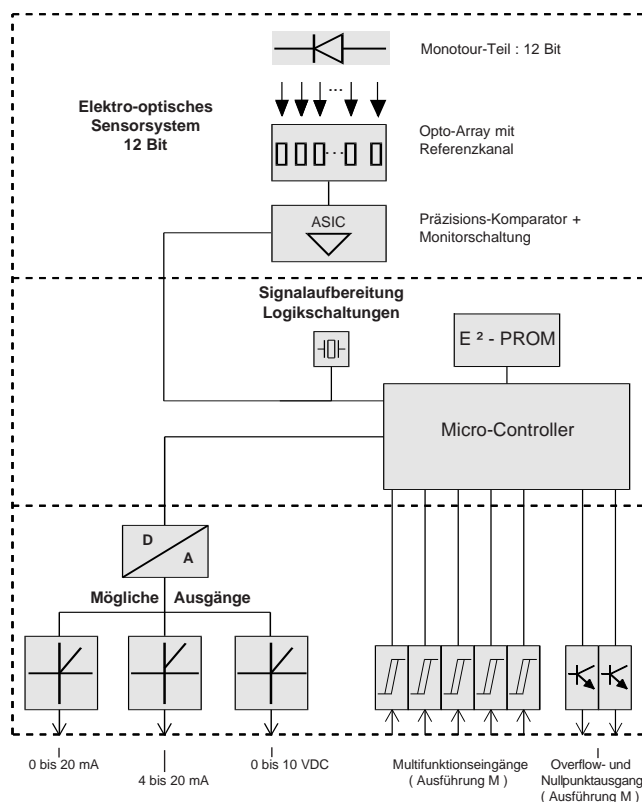 Monotour-Teil : 12 Bit
Elektro-optisches
Sensorsystem
12 Bit
Opto-Array mit
Referenzkanal
ASIC
Präzisions-Komparator +
Monitorschaltung
Signalaufbereitung
Logikschaltungen
E ² - PROM
Micro-Controller
D
A
Mögliche Ausgänge
0 bis 20 mA
4 bis 20 mA
0 bis 10 VDC
Multifunktionseingänge
( Ausführung M )
Overflow- und
Nullpunktausgang
( Ausführung M )